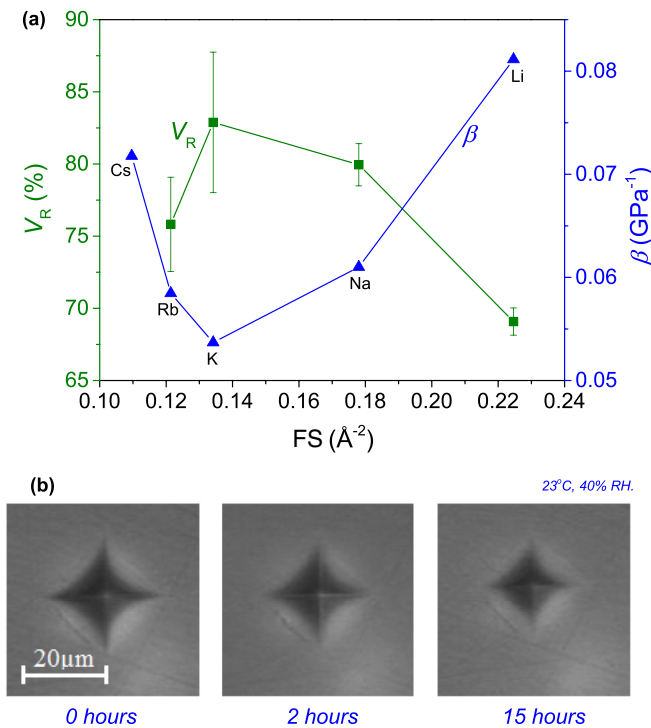 (a)
90
85
80
75
70
65
V_R (%)
0.08
0.07
0.06
0.05
β (GPa⁻¹)
V_R
β
Cs
Rb
K
Na
Li
0.10 0.12 0.14 0.16 0.18 0.20 0.22 0.24
FS (Å⁻²)
(b)
23°C, 40% RH.
20µm
0 hours 2 hours 15 hours